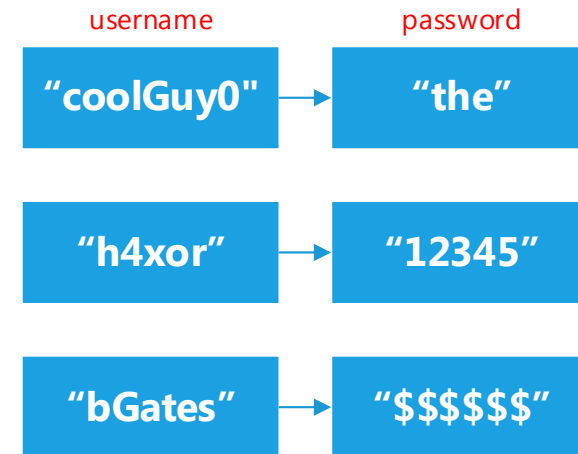 username password
“coolGuy0" “the”
“h4xor” “12345”
“bGates” “$$$$$$”